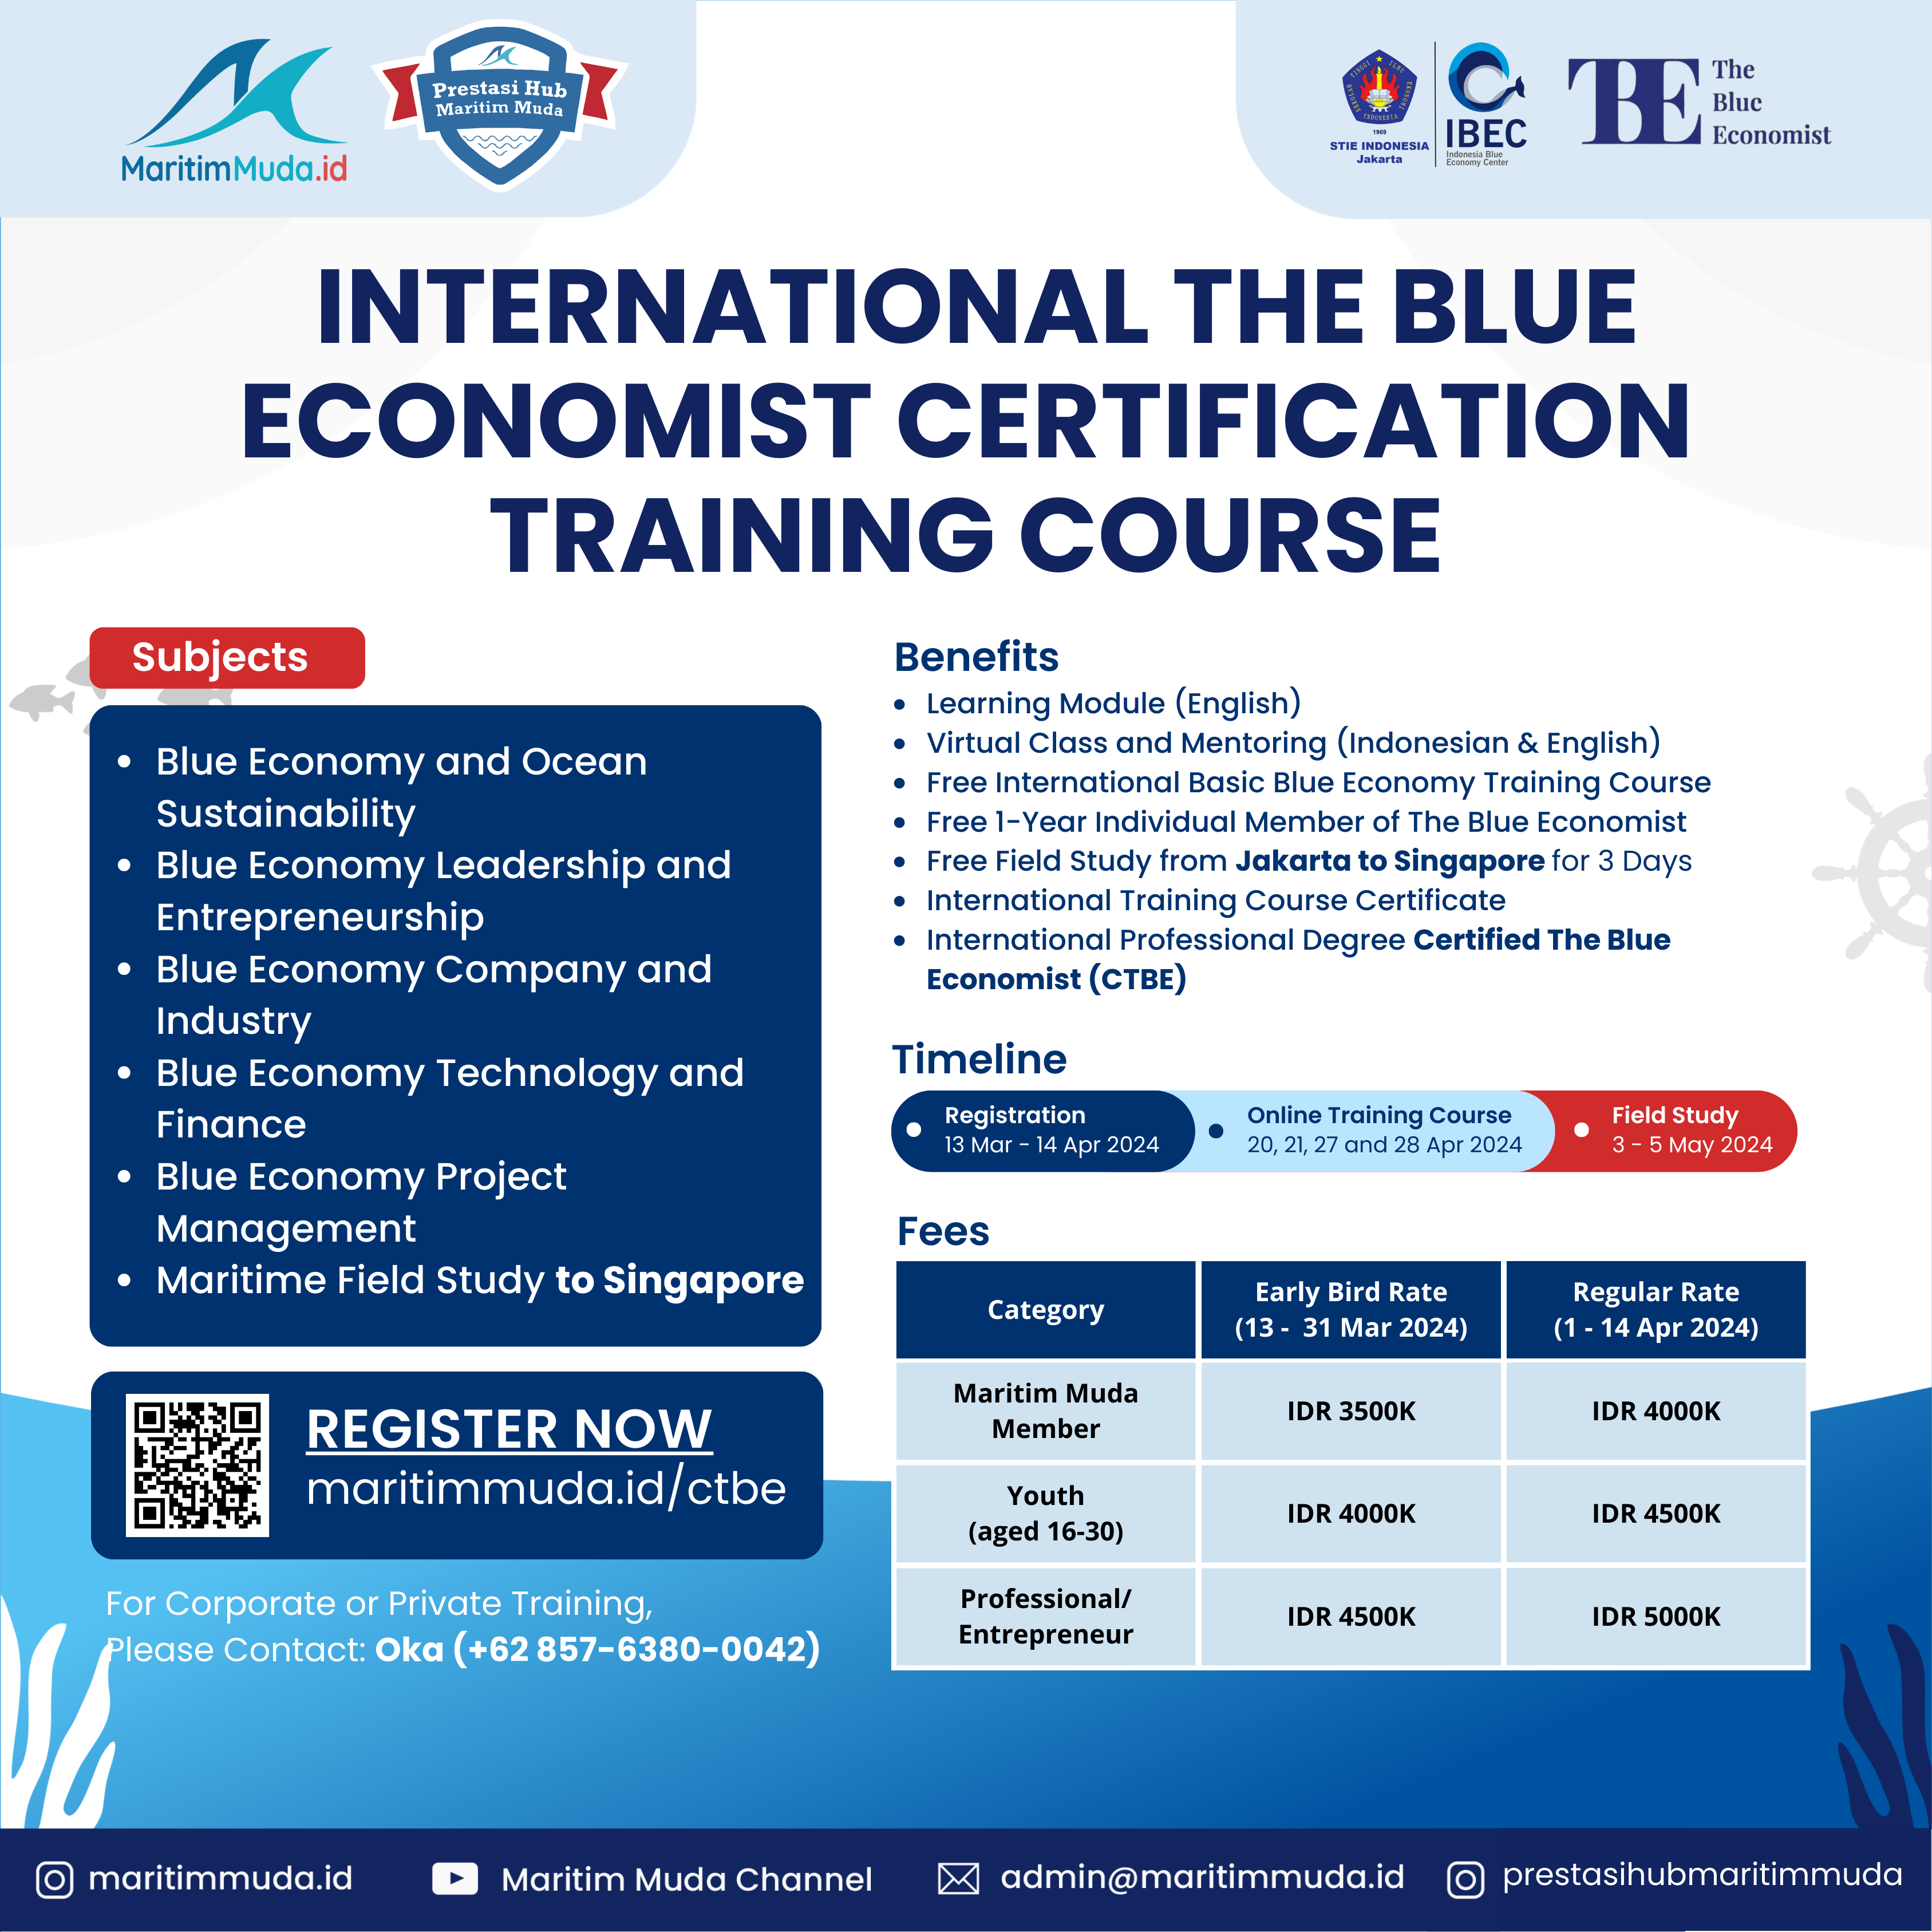 MaritimMuda.id
Prestasi Hub
Maritim Muda
SEKOLAH TINGGI ILMU EKONOMI
INDONESIA
1969
STIE INDONESIA
Jakarta
IBEC
Indonesia Blue
Economy Center
BE
The
Blue
Economist
INTERNATIONAL THE BLUE
ECONOMIST CERTIFICATION
TRAINING COURSE
Subjects
• Blue Economy and Ocean
Sustainability
• Blue Economy Leadership and
Entrepreneurship
• Blue Economy Company and
Industry
• Blue Economy Technology and
Finance
• Blue Economy Project
Management
• Maritime Field Study to Singapore
REGISTER NOW
maritimmuda.id/ctbe
For Corporate or Private Training,
Please Contact: Oka (+62 857-6380-0042)
Benefits
• Learning Module (English)
• Virtual Class and Mentoring (Indonesian & English)
• Free International Basic Blue Economy Training Course
• Free 1-Year Individual Member of The Blue Economist
• Free Field Study from Jakarta to Singapore for 3 Days
• International Training Course Certificate
• International Professional Degree Certified The Blue
Economist (CTBE)
Timeline
• Registration
13 Mar - 14 Apr 2024
• Online Training Course
20, 21, 27 and 28 Apr 2024
• Field Study
3 - 5 May 2024
Fees
Category
Early Bird Rate
(13 - 31 Mar 2024)
Regular Rate
(1 - 14 Apr 2024)
Maritim Muda
Member
IDR 3500K
IDR 4000K
Youth
(aged 16-30)
IDR 4000K
IDR 4500K
Professional/
Entrepreneur
IDR 4500K
IDR 5000K
maritimmuda.id
Maritim Muda Channel
admin@maritimmuda.id
prestasihubmaritimmuda